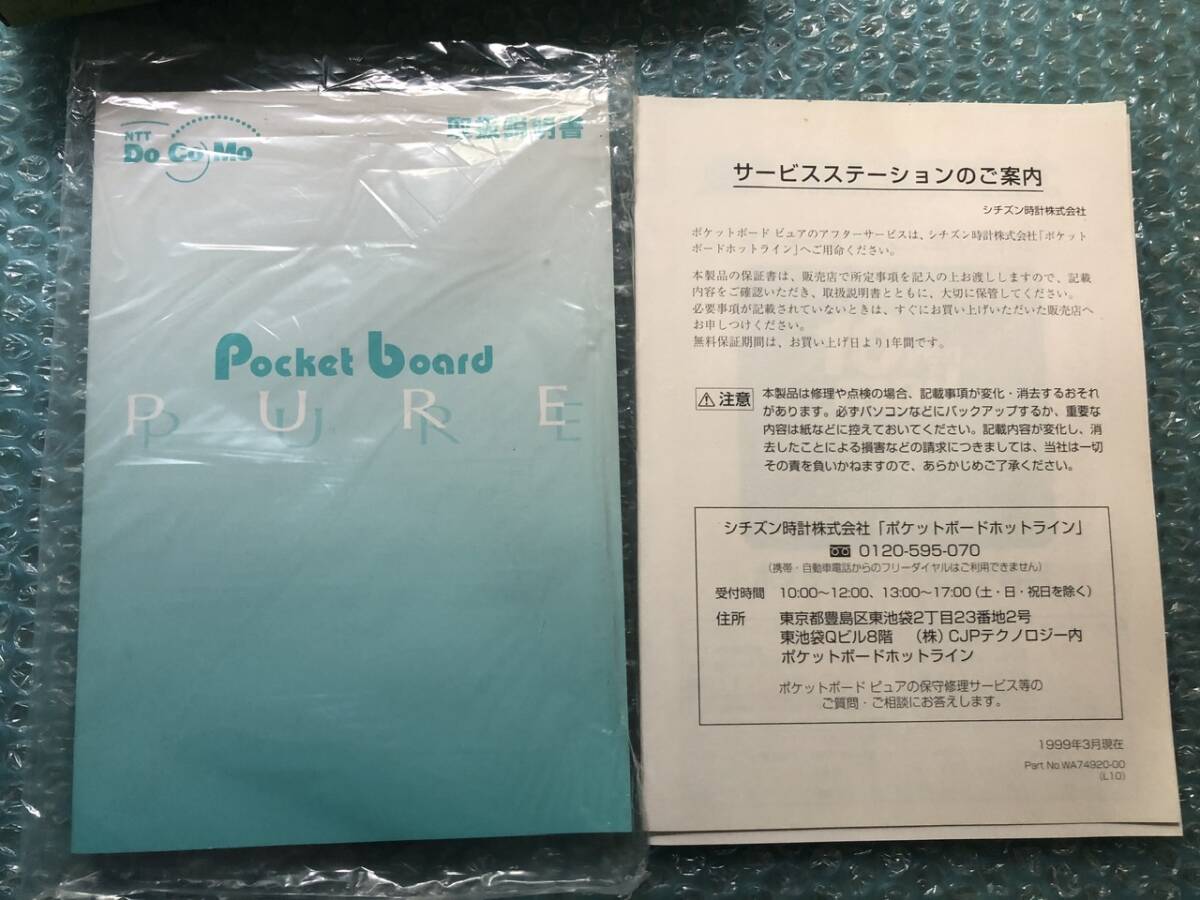 NTT
DoCoMo
取扱説明書
Pocket board
PURE
サービスステーションのご案内
シチズン時計株式会社
ポケットボード ピュアのアフターサービスは、シチズン時計株式会社「ポケット
ボードホットライン」へご用命ください。
本製品の保証書は、販売店で所定事項を記入の上お渡ししますので、記載
内容をご確認いただき、取扱説明書とともに、大切に保管してください。
必要事項が記載されていないときは、すぐにお買い上げいただいた販売店へ
お申しつけください。
無料保証期間は、お買い上げ日より1年間です。
注意
本製品は修理や点検の場合、記載事項が変化・消去するおそれ
があります。必ずパソコンなどにバックアップするか、重要な
内容は紙などに控えておいてください。記載内容が変化し、消
去したことによる損害などの請求につきましては、当社は一切
その責を負いかねますので、あらかじめご了承ください。
シチズン時計株式会社「ポケットボードホットライン」
0120-595-070
（携帯・自動車電話からのフリーダイヤルはご利用できません）
受付時間 10:00～12:00、13:00～17:00（土・日・祝日を除く）
住所 東京都豊島区東池袋2丁目23番地2号
東池袋Qビル8階 （株）CJPテクノロジー内
ポケットボードホットライン
ポケットボード ピュアの保守修理サービス等の
ご質問・ご相談にお答えします。
1999年3月現在
Part No.WA74920-00
（L10）